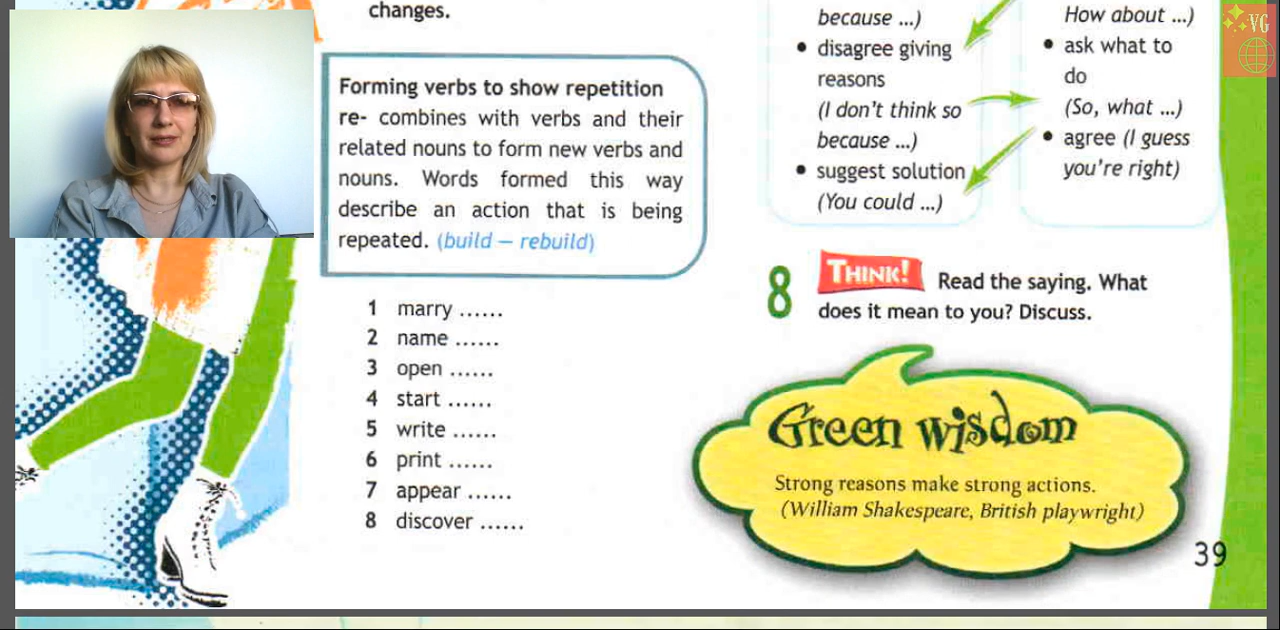 changes.
Forming verbs to show repetition
re- combines with verbs and their
related nouns to form new verbs and
nouns. Words formed this way
describe an action that is being
repeated. (build – rebuild)
1 marry ......
2 name ......
3 open ......
4 start ......
5 write ......
6 print ......
7 appear ......
8 discover ......
because ...)
• disagree giving
reasons
(I don't think so
because ...)
• suggest solution
(You could ...)
How about ...)
• ask what to
do
(So, what ...)
• agree (I guess
you're right)
8 THINK! Read the saying. What
does it mean to you? Discuss.
Green wisdom
Strong reasons make strong actions.
(William Shakespeare, British playwright)
39
VG